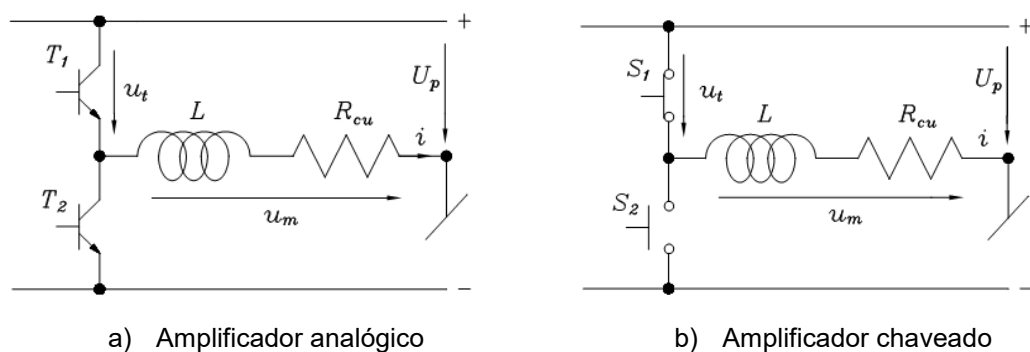 +
+
T1
ut
Up
S1
ut
Up
L
Rcu
i
L
Rcu
i
T2
um
S2
um
−
−
a) Amplificador analógico
b) Amplificador chaveado